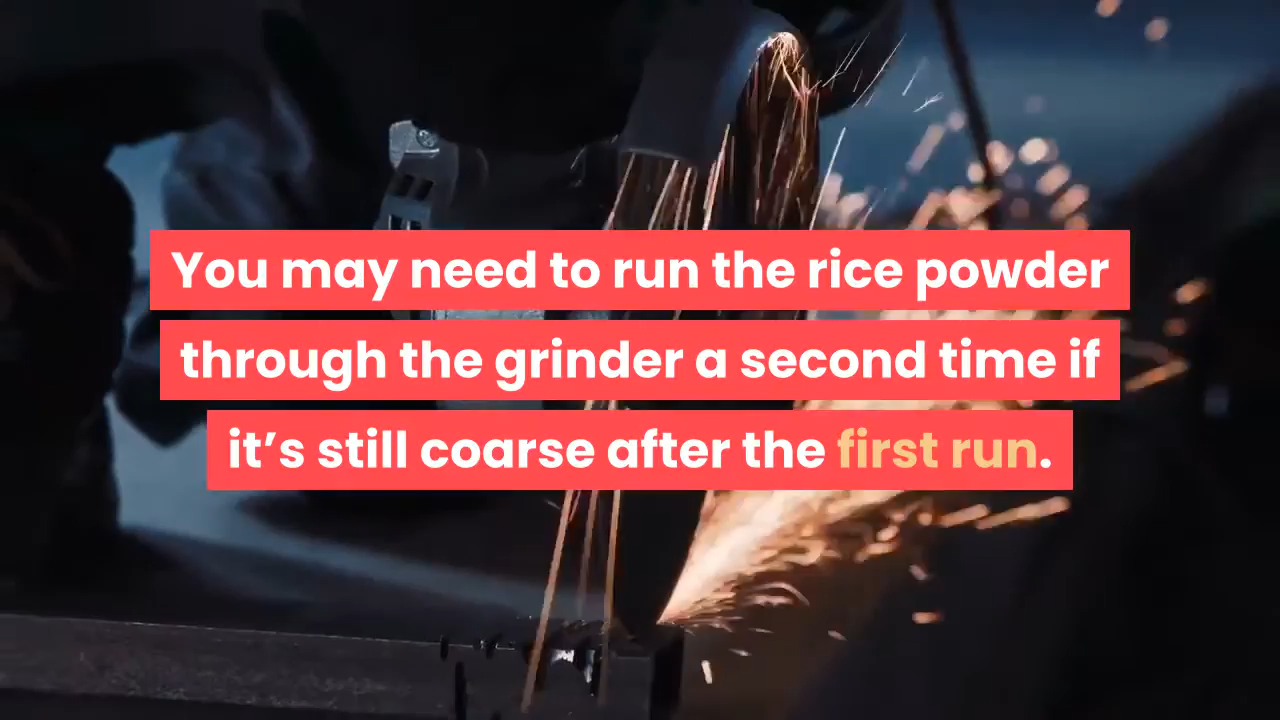 You may need to run the rice powder
through the grinder a second time if
it’s still coarse after the first run.